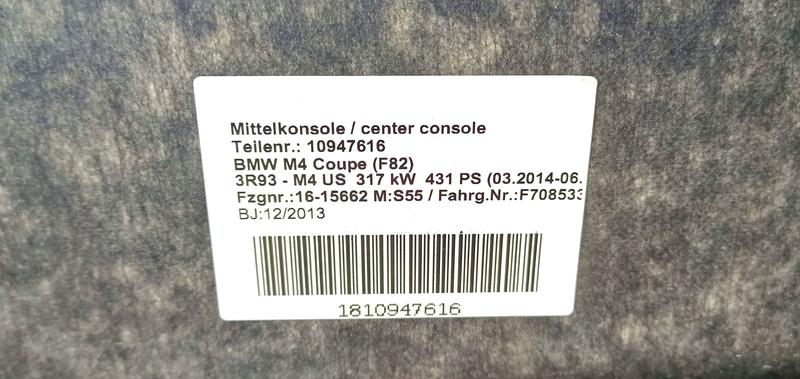 Mittelkonsole / center console
Teilenr.: 10947616
BMW M4 Coupe (F82)
3R93 - M4 US 317 kW 431 PS (03.2014-06.
Fzgnr.:16-15662 M:S55 / Fahrg.Nr.:F708533
BJ:12/2013
1810947616